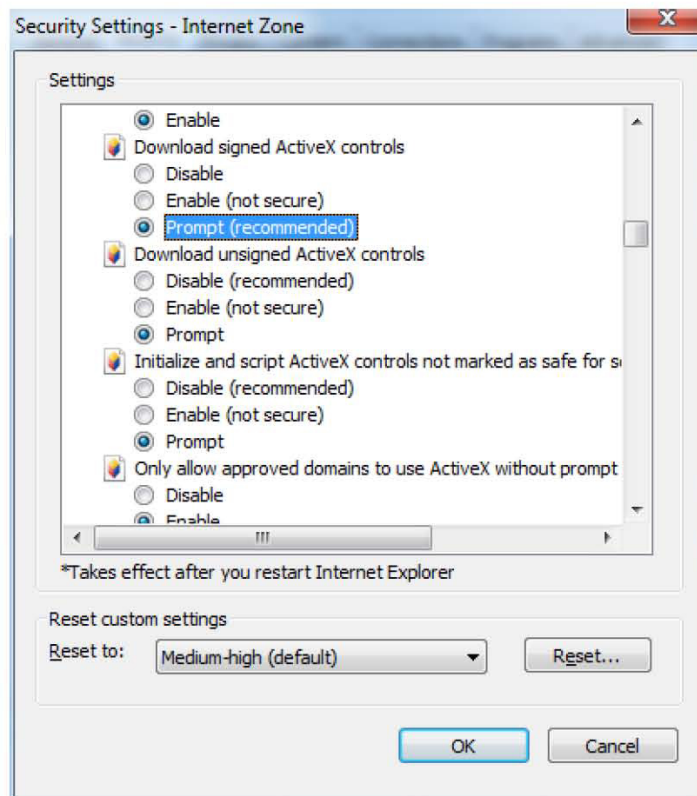 Security Settings - Internet Zone
Settings
Enable
Download signed ActiveX controls
Disable
Enable (not secure)
Prompt (recommended)
Download unsigned ActiveX controls
Disable (recommended)
Enable (not secure)
Prompt
Initialize and script ActiveX controls not marked as safe for
Disable (recommended)
Enable (not secure)
Prompt
Only allow approved domains to use ActiveX without prompt
Disable
Enable
*Takes effect after you restart Internet Explorer
Reset custom settings
Reset to:
Medium-high (default)
Reset...
OK
Cancel